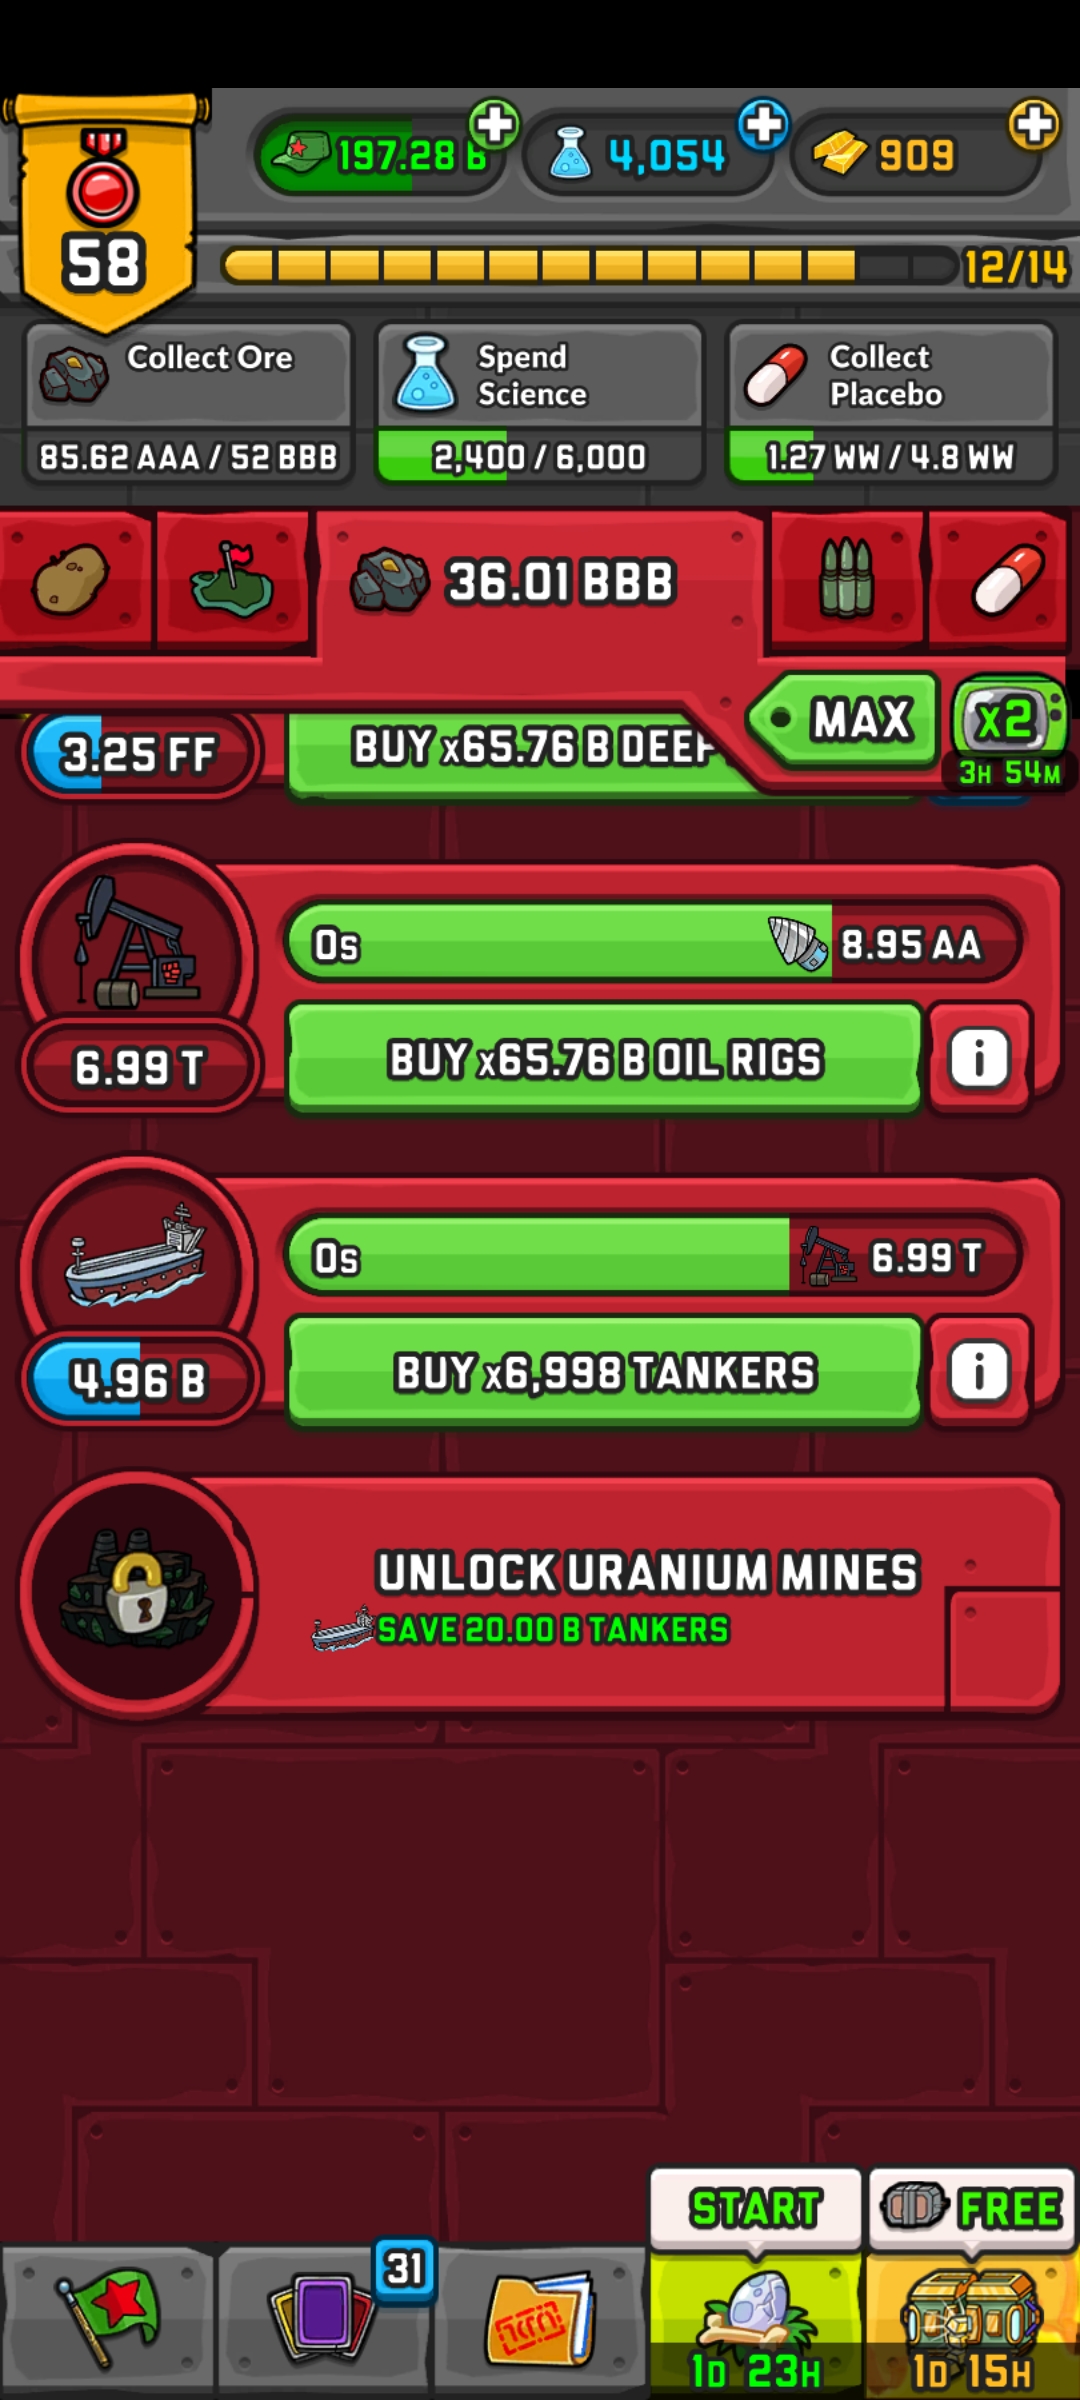 58
197.28 B
4,054
909
12/14
Collect Ore
85.62 AAA / 52 BBB
Spend
Science
2,400 / 6,000
Collect
Placebo
1.27 WW / 4.8 WW
36.01 BBB
MAX
x2
3H 54M
3.25 FF
BUY x65.76 B DEEP
0s
8.95 AA
6.99 T
BUY x65.76 B OIL RIGS
i
0s
6.99 T
4.96 B
BUY x6,998 TANKERS
i
UNLOCK URANIUM MINES
SAVE 20.00 B TANKERS
START
FREE
31
1D 23H
1D 15H